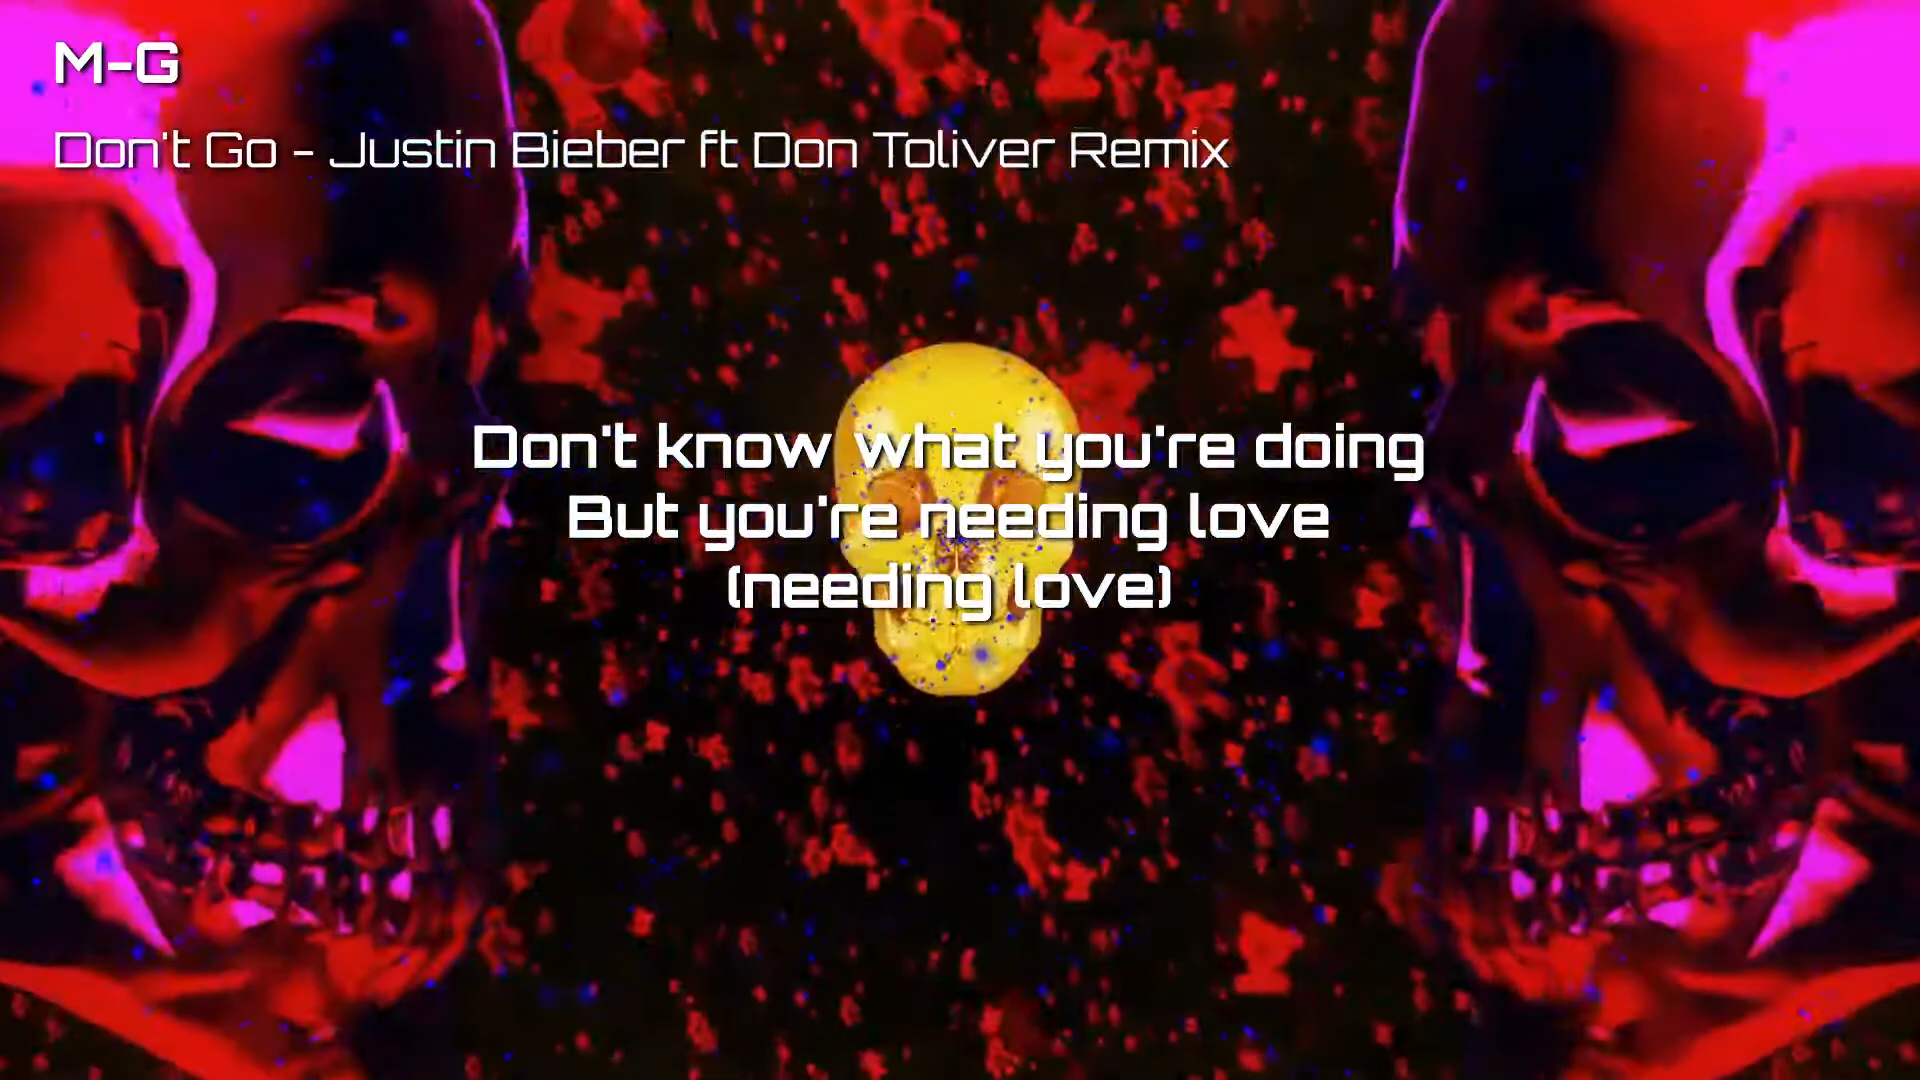 M-G
Don't Go - Justin Bieber ft Don Toliver Remix
Don't know what you're doing
But you're needing love
(needing love)